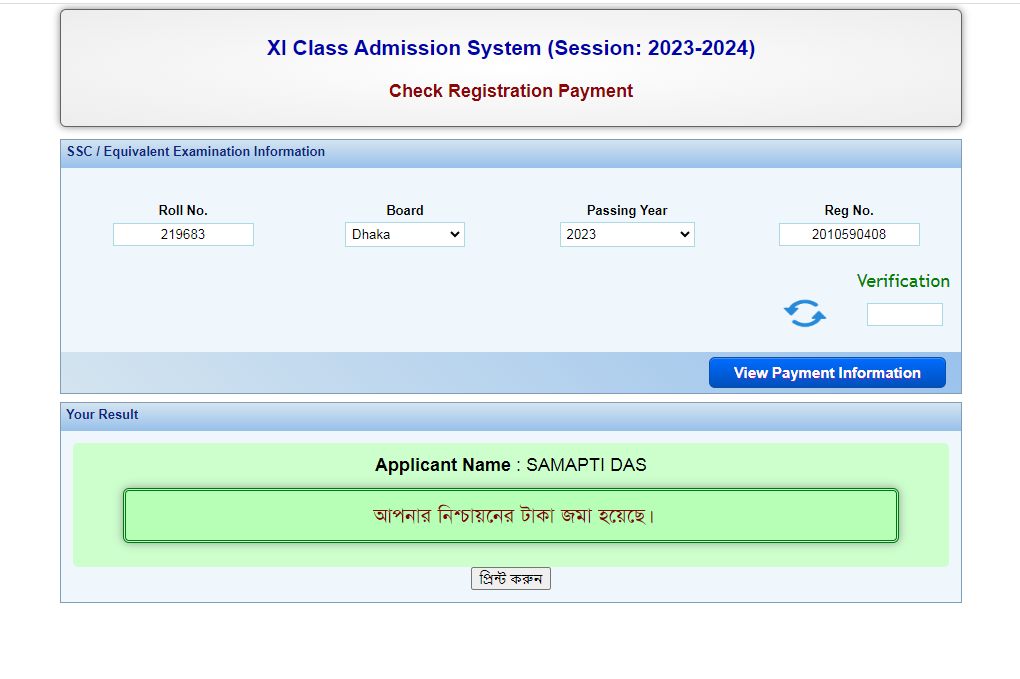 XI Class Admission System (Session: 2023-2024)
Check Registration Payment
SSC / Equivalent Examination Information
Roll No. Board Passing Year Reg No.
219683 Dhaka 2023 2010590408
Verification
View Payment Information
Your Result
Applicant Name : SAMAPTI DAS
আপনার নিশ্চায়নের টাকা জমা হয়েছে।
প্রিন্ট করুন